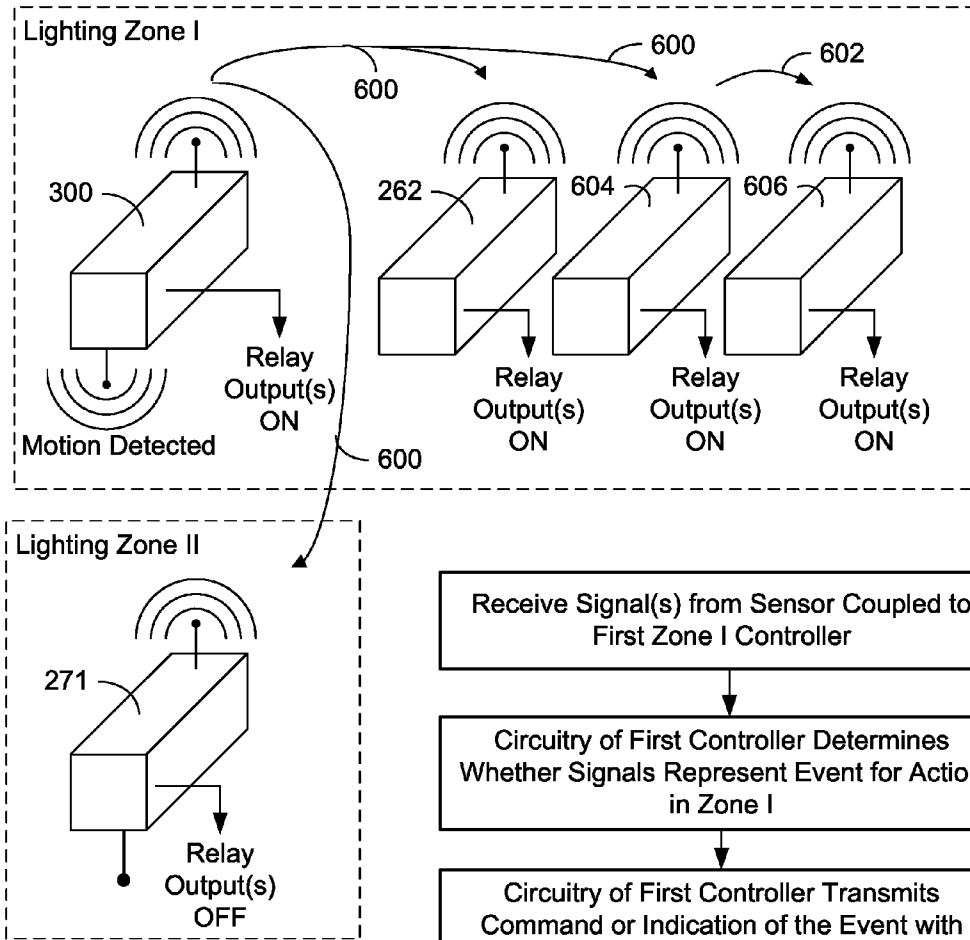 Lighting Zone I
600
600
602
300
262
604
606
Relay
Output(s)
ON
Relay
Output(s)
ON
Relay
Output(s)
ON
Relay
Output(s)
ON
Motion Detected
600
Lighting Zone II
271
Relay
Output(s)
OFF
Receive Signal(s) from Sensor Coupled to
First Zone I Controller
Circuitry of First Controller Determines
Whether Signals Represent Event for Action
in Zone I
Circuitry of First Controller Transmits
Command or Indication of the Event with